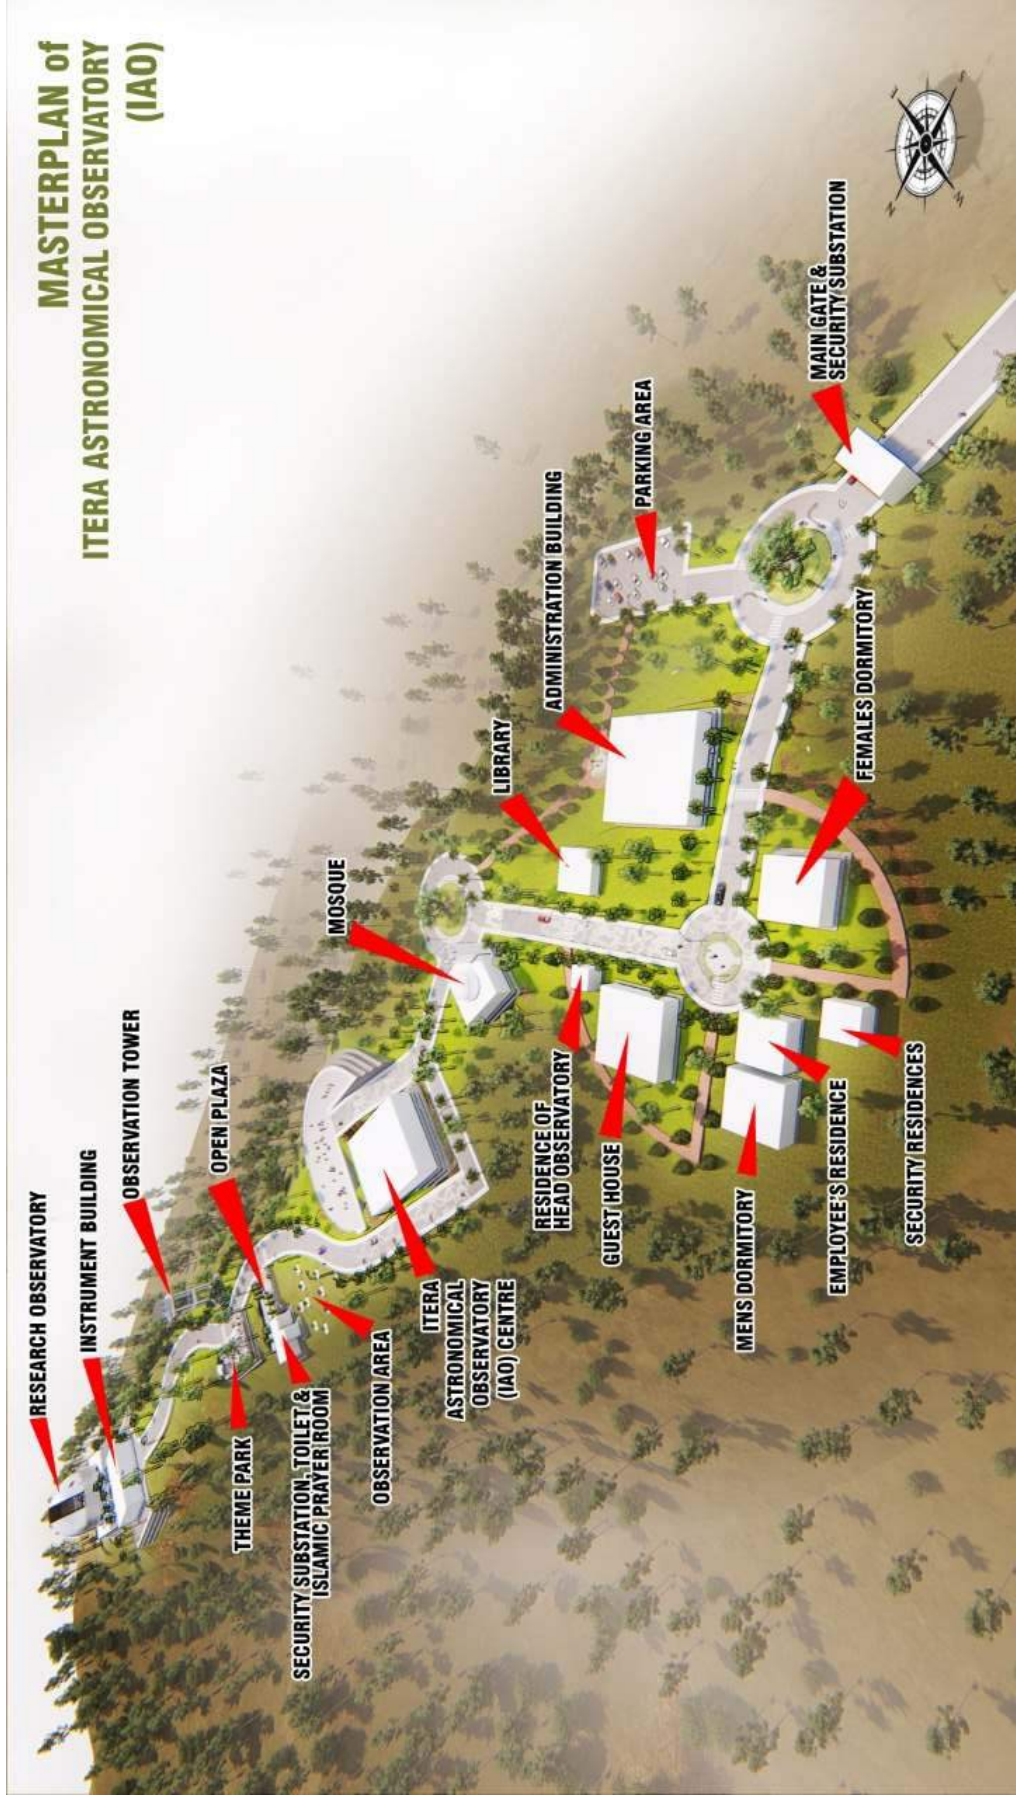 MASTERPLAN of
ITERA ASTRONOMICAL OBSERVATORY
(IAO)
RESEARCH OBSERVATORY
INSTRUMENT BUILDING
OBSERVATION TOWER
OPEN PLAZA
MOSQUE
LIBRARY
ADMINISTRATION BUILDING
PARKING AREA
MAIN GATE &
SECURITY SUBSTATION
THEME PARK
SECURITY SUBSTATION, TOILET &
ISLAMIC PRAYER ROOM
OBSERVATION AREA
ITERA
ASTRONOMICAL
OBSERVATORY
(IAO) CENTRE
RESIDENCE OF
HEAD OBSERVATORY
GUEST HOUSE
MENS DORMITORY
EMPLOYEE'S RESIDENCE
SECURITY RESIDENCES
FEMALES DORMITORY
N
E
S
W